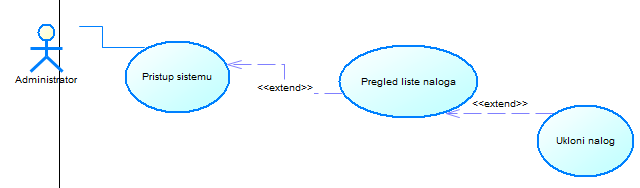 Administrator
Pristup sistemu
<<extend>>
Pregled liste naloga
<<extend>>
Ukloni nalog